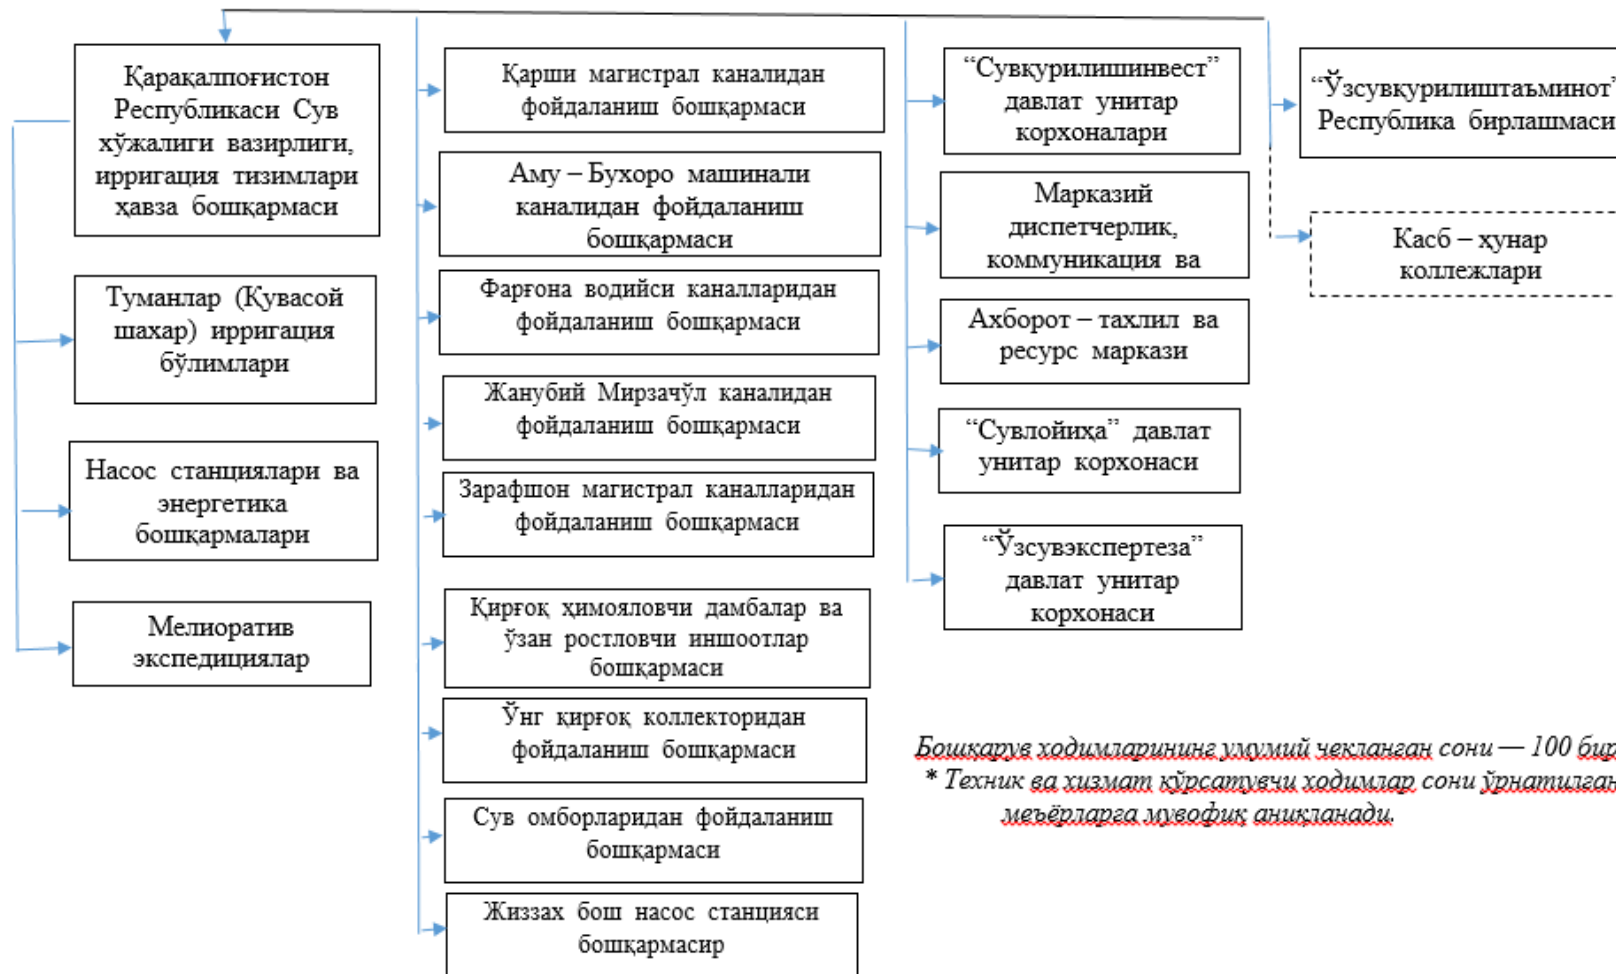 Қарақалпоғистон
Республикаси Сув
хўжалиги вазирлиги,
ирригация тизимлари
ҳавза бошқармаси
Туманлар (Қувасой
шахар) ирригация
бўлимлари
Насос станциялари ва
энергетика
бошқармалари
Мелиоратив
экспедициялар
Қарши магистрал каналидан
фойдаланиш бошқармаси
Аму – Бухоро машинали
каналидан фойдаланиш
бошқармаси
Фарғона водийси каналларидан
фойдаланиш бошқармаси
Жанубий Мирзачўл каналидан
фойдаланиш бошқармаси
Зарафшон магистрал каналларидан
фойдаланиш бошқармаси
Қирғоқ ҳимояловчи дамбалар ва
ўзан ростловчи иншоотлар
бошқармаси
Ўнг қирғоқ коллекторидан
фойдаланиш бошқармаси
Сув омборларидан фойдаланиш
бошқармаси
Жиззах бош насос станцияси
бошқармасир
“Сувқурилишинвест”
давлат унитар
корхоналари
Марказий
диспетчерлик,
коммуникация ва
Ахборот – тахлил ва
ресурс маркази
“Сувлойиҳа” давлат
унитар корхонаси
“Ўзсувэкспертеза”
давлат унитар
корхонаси
“Ўзсувқурилиштаъминот”
Республика бирлашмаси
Касб – ҳунар
коллежлари
Бошқарув ходимларининг умумий чекланган сони — 100 бир
* Техник ва хизмат кўрсатувчи ходимлар сони ўрнатилган
меъёрларга мувофиқ аниқланади.